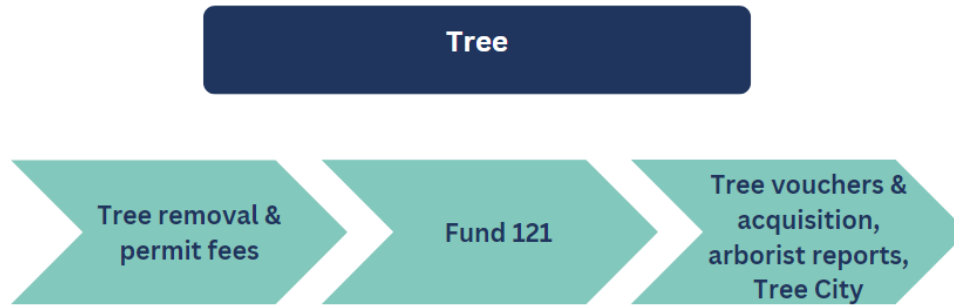 Tree
Tree removal &
permit fees
Fund 121
Tree vouchers &
acquisition,
arborist reports,
Tree City